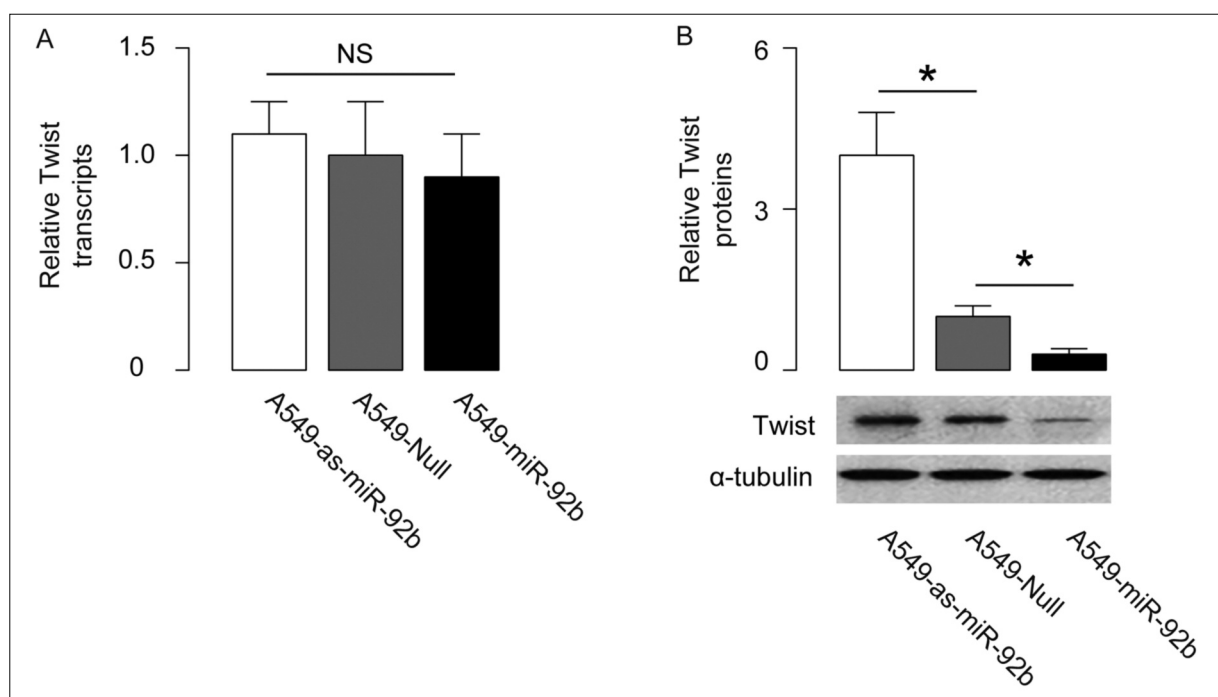 A
1.5
1.0
0.5
0
Relative Twist
transcripts
NS
A549-as-miR-92b
A549-Null
A549-miR-92b
B
6
3
0
Relative Twist
proteins
*
*
Twist
α-tubulin
A549-as-miR-92b
A549-Null
A549-miR-92b